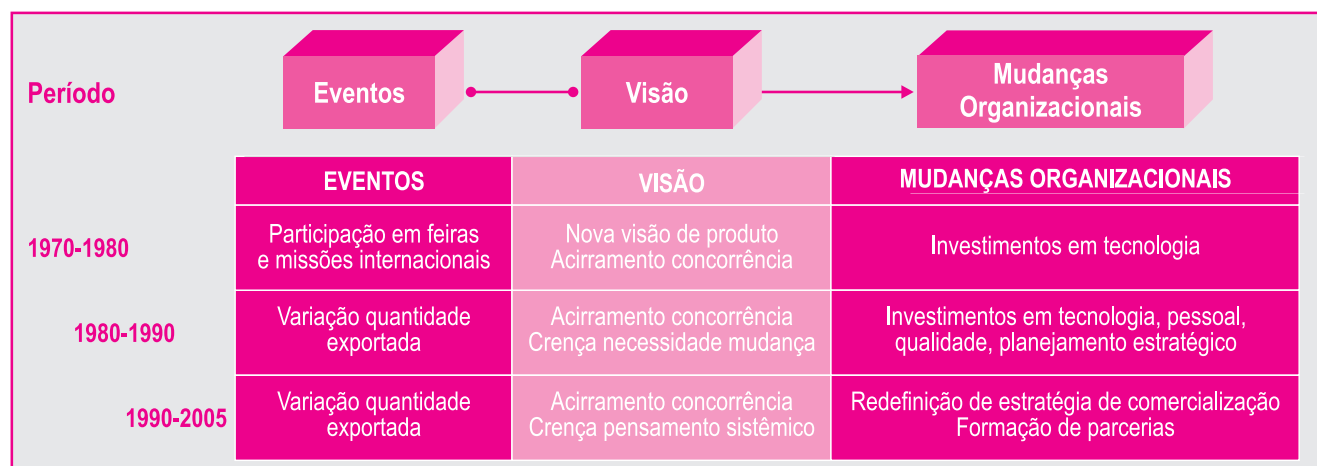 Período
Eventos
Visão
Mudanças
Organizacionais
EVENTOS
VISÃO
MUDANÇAS ORGANIZACIONAIS
1970-1980
Participação em feiras
e missões internacionais
Nova visão de produto
Acirramento concorrência
Investimentos em tecnologia
1980-1990
Variação quantidade
exportada
Acirramento concorrência
Crença necessidade mudança
Investimentos em tecnologia, pessoal,
qualidade, planejamento estratégico
1990-2005
Variação quantidade
exportada
Acirramento concorrência
Crença pensamento sistêmico
Redefinição de estratégia de comercialização
Formação de parcerias